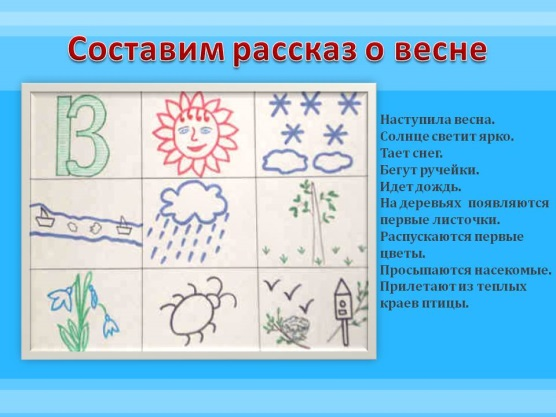 Составим рассказ о весне
В
Наступила весна.
Солнце светит ярко.
Тает снег.
Бегут ручейки.
Идет дождь.
На деревьях появляются
первые листочки.
Распускаются первые
цветы.
Просыпаются насекомые.
Прилетают из теплых
краев птицы.